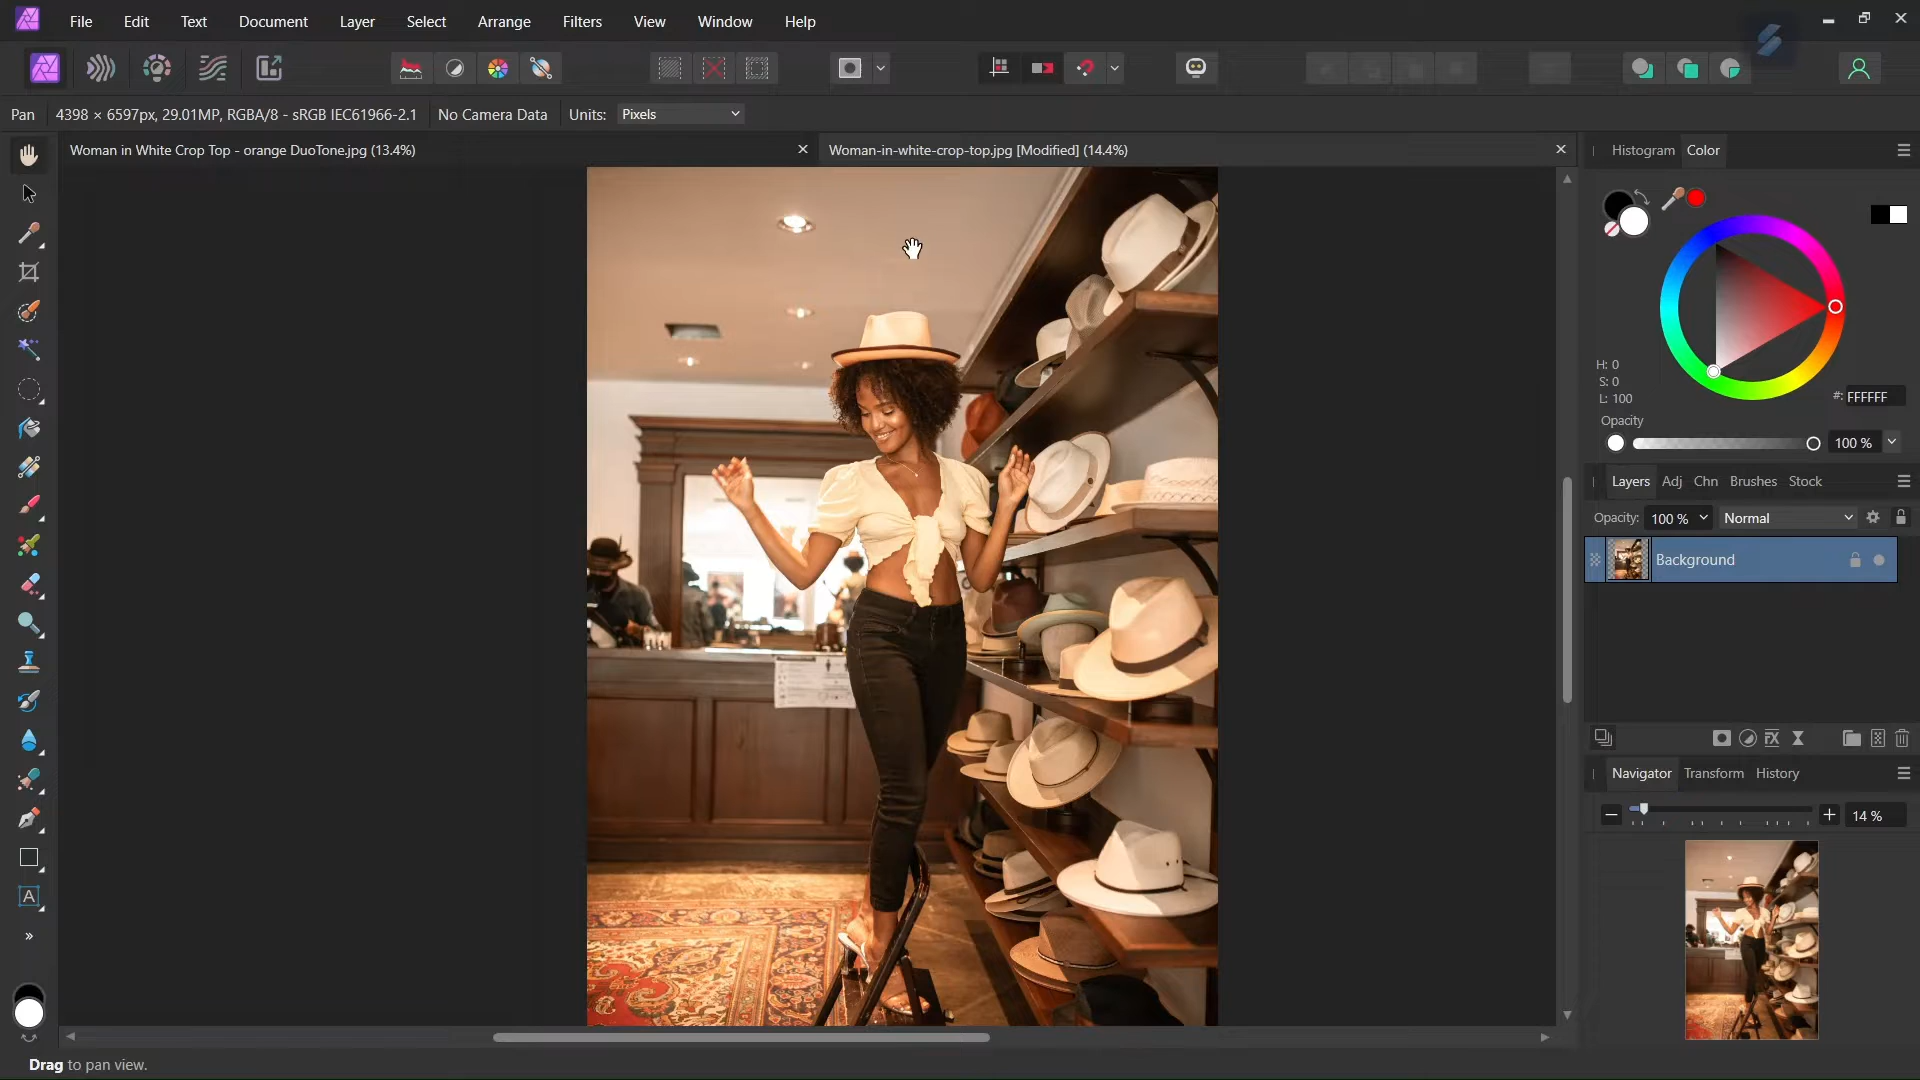 File Edit Text Document Layer Select Arrange Filters View Window Help
Pan 4398 × 6597px, 29.01MP, RGBA/8 - sRGB IEC61966-2.1 No Camera Data Units: Pixels
Woman in White Crop Top - orange DuoTone.jpg (13.4%) Woman-in-white-crop-top.jpg [Modified] (14.4%)
Histogram Color
H: 0
S: 0
L: 100
#: FFFFFF
Opacity
100 %
Layers Adj Chn Brushes Stock
Opacity: 100 % Normal
Background
Navigator Transform History
14 %
Drag to pan view.